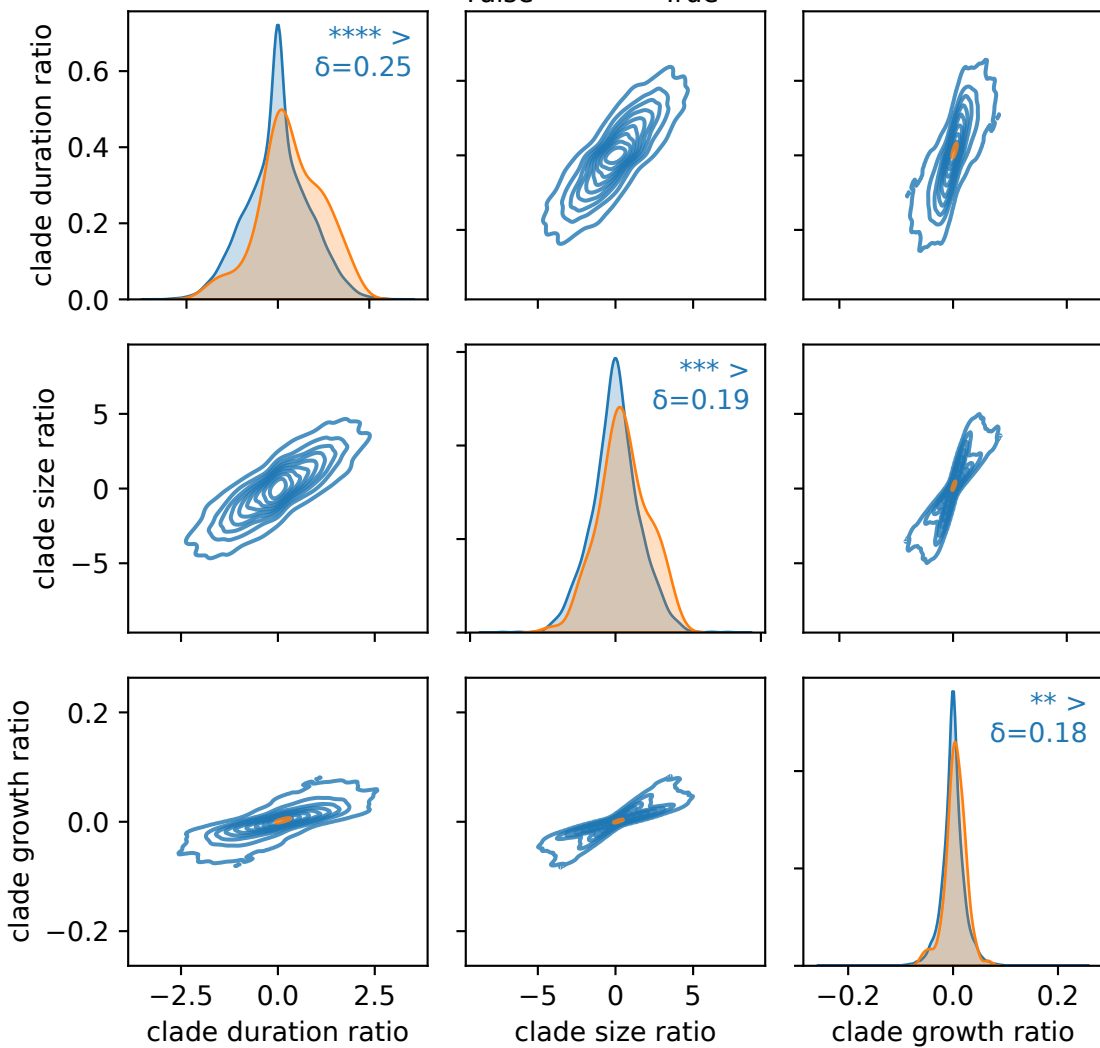 False True
**** >
δ=0.25
clade duration ratio
0.6
0.4
0.2
0.0
*** >
δ=0.19
clade size ratio
5
0
−5
** >
δ=0.18
clade growth ratio
0.2
0.0
−0.2
−2.5 0.0 2.5
−5 0 5
−0.2 0.0 0.2
clade duration ratio
clade size ratio
clade growth ratio